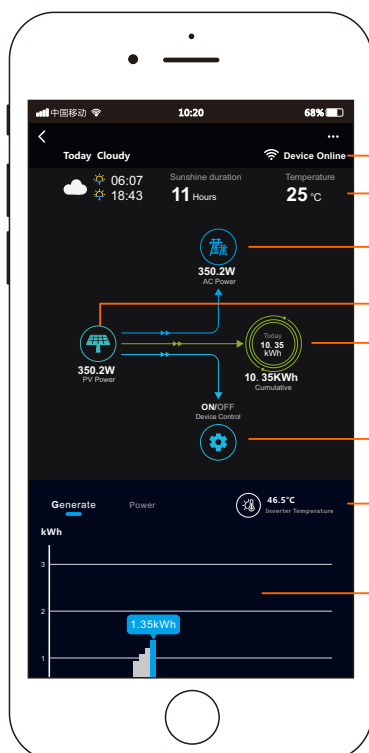 中国移动 10:20 68%
Today Cloudy Device Online
06:07 Sunshine duration Temperature
18:43 11 Hours 25 °C
350.2W
AC Power
Today
10. 35
kWh
350.2W
PV Power
10. 35KWh
Cumulative
ON/OFF
Device Control
Generate Power 46.5°C
Inverter Temperature
kWh
3
2
1.35kWh
1